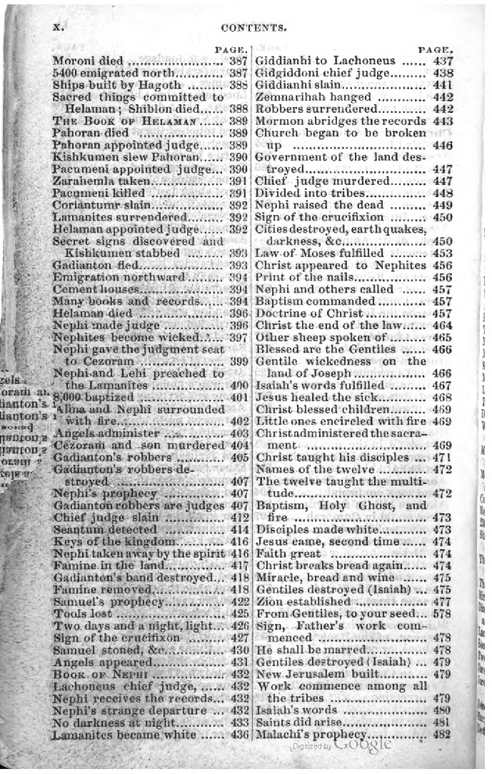 X.
CONTENTS.
PAGE.
Moroni died ........................ 387
5400 emigrated north............ 387
Ships built by Hagoth ......... 388
Sacred things committed to
Helaman; Shiblon died...... 388
THE BOOK OF HELAMAN...... 389
Pahoran died ..................... 389
Pahoran appointed judge...... 389
Kishkumen slew Pahoran...... 390
Pacumeni appointed judge... 390
Zarahemla taken.................. 391
Pacumeni killed .................. 391
Coriantumr slain.................. 392
Lamanites surrendered......... 392
Helaman appointed judge...... 392
Secret signs discovered and
Kishkumen stabbed ......... 393
Gadianton fled..................... 393
Emigration northward ......... 394
Cement houses..................... 394
Many books and records...... 394
Helaman died ..................... 396
Nephi made judge ............... 396
Nephites become wicked...... 397
Nephi gave the judgment seat
to Cezoram ..................... 399
Nephi and Lehi preached to
the Lamanites .................. 400
8,000 baptized ..................... 401
Alma and Nephi surrounded
with fire........................... 402
Angels administer ............... 403
Cezoram and son murdered 404
Gadianton's robbers ............ 405
Gadianton's robbers de-
stroyed ........................... 407
Nephi's prophecy ............... 407
Gadianton robbers are judges 407
Chief judge slain ............... 412
Seantum detected ............... 414
Keys of the kingdom............ 416
Nephi taken away by the spirit 416
Famine in the land............... 417
Gadianton's band destroyed... 418
Famine removed.................. 418
Samuel's prophecy............... 422
Tools lost ........................... 425
Two days and a night, light... 426
Sign of the crucifixon ......... 427
Samuel stoned, &c............... 430
Angels appeared.................. 431
BOOK OF NEPHI .................. 432
Lachoneus chief judge, ...... 432
Nephi receives the records... 432
Nephi's strange departure ... 432
No darkness at night............ 433
Lamanites became white ...... 436
PAGE.
Giddianhi to Lachoneus ...... 437
Gidgiddoni chief judge......... 438
Giddianhi slain..................... 441
Zemnarihah hanged ............ 442
Robbers surrendered............ 442
Mormon abridges the records 443
Church began to be broken
up .................................... 446
Government of the land des-
troyed.............................. 447
Chief judge murdered......... 447
Divided into tribes............... 448
Nephi raised the dead ......... 449
Sign of the crucifixion ......... 450
Cities destroyed, earthquakes,
darkness, &c..................... 450
Law of Moses fulfilled ......... 453
Christ appeared to Nephites 456
Print of the nails.................. 456
Nephi and others called ...... 457
Baptism commanded ............ 457
Doctrine of Christ ............... 457
Christ the end of the law...... 464
Other sheep spoken of ......... 465
Blessed are the Gentiles ...... 466
Gentile wickedness on the
land of Joseph .................. 466
Isaiah's words fulfilled ......... 467
Jesus healed the sick............ 468
Christ blessed children......... 469
Little ones encircled with fire 469
Christ administered the sacra-
ment .............................. 469
Christ taught his disciples ... 471
Names of the twelve ............ 472
The twelve taught the multi-
tude................................. 472
Baptism, Holy Ghost, and
fire ................................. 473
Disciples made white............ 473
Jesus came, second time ...... 474
Faith great ........................ 474
Christ breaks bread again...... 474
Miracle, bread and wine ...... 475
Gentiles destroyed (Isaiah) ... 475
Zion established .................. 477
From Gentiles, to your seed... 578
Sign, Father's work com-
menced ........................... 478
He shall be marred............... 478
Gentiles destroyed (Isaiah) ... 479
New Jerusalem built............ 479
Work commence among all
the tribes ........................ 479
Isaiah's words ..................... 480
Saints did arise..................... 481
Malachi's prophecy............... 482
Digitized by Google